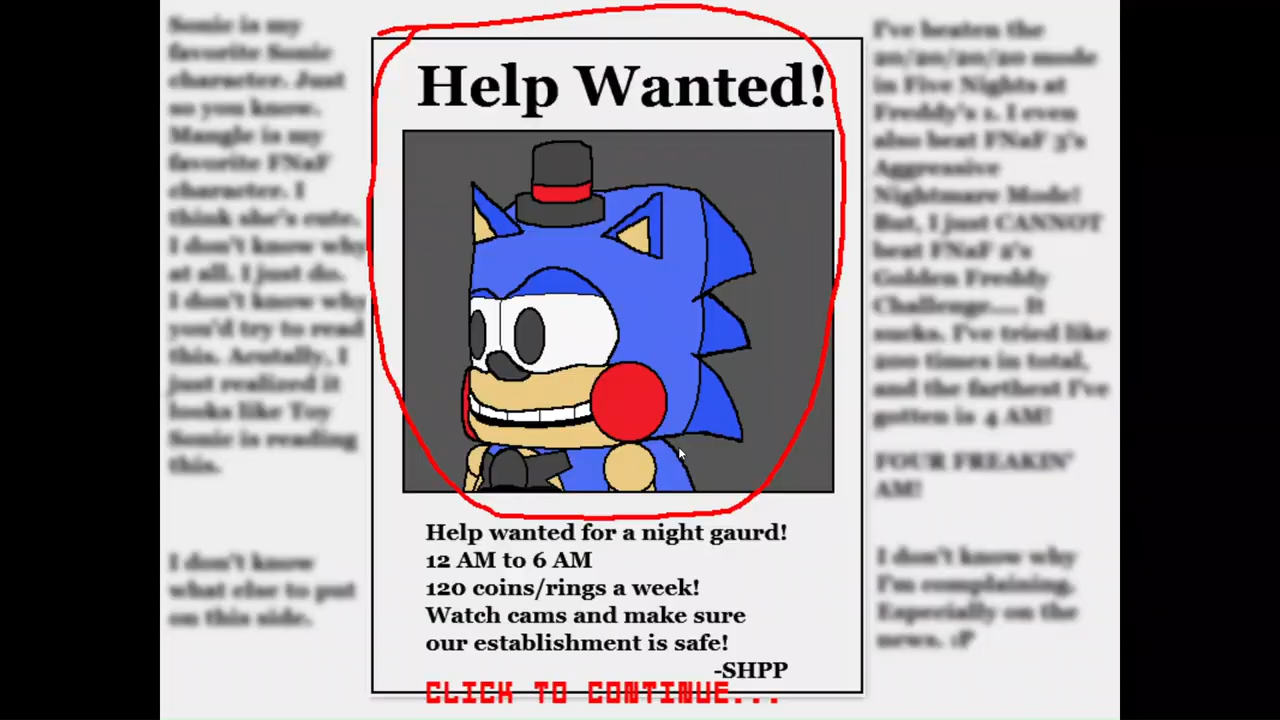 Sonic is my
favorite Sonic
character. Just
so you know.
Mangle is my
favorite FNaF
character. I
think she's cute.
I don't know why
at all. I just do.
I don't know why
you'd try to read
this. Acutally, I
just realized it
looks like Toy
Sonic is reading
this.
I don't know
what else to put
on this side.
Help Wanted!
Help wanted for a night gaurd!
12 AM to 6 AM
120 coins/rings a week!
Watch cams and make sure
our establishment is safe!
-SHPP
CLICK TO CONTINUE...
I've beaten the
20/20/20/20 mode
in Five Nights at
Freddy's 1. I even
also beat FNaF 3's
Aggressive
Nightmare Mode!
But, I just CANNOT
beat FNaF 2's
Golden Freddy
Challenge.... It
sucks. I've tried like
200 times in total,
and the farthest I've
gotten is 4 AM!
FOUR FREAKIN'
AM!
I don't know why
I'm complaining,
Especially on the
news. :P